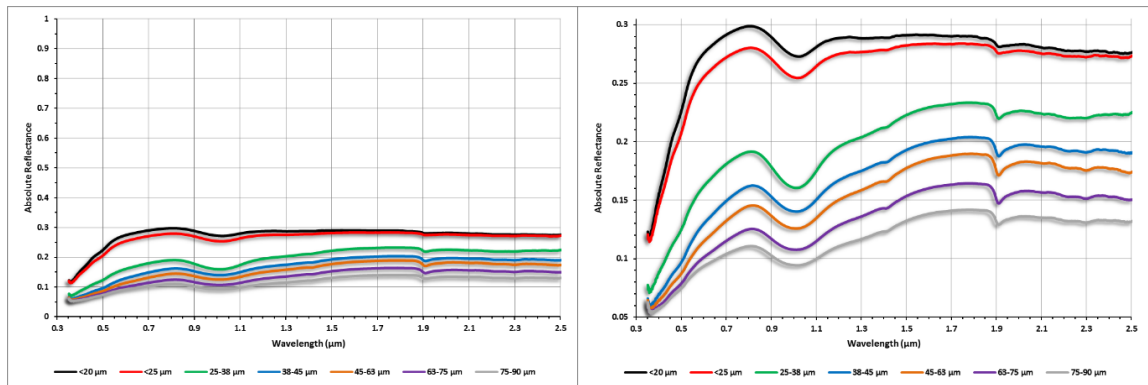 Absolute Reflectance
1
0.9
0.8
0.7
0.6
0.5
0.4
0.3
0.2
0.1
0
0.3 0.5 0.7 0.9 1.1 1.3 1.5 1.7 1.9 2.1 2.3 2.5
Wavelength (µm)
<20 µm <25 µm 25-38 µm 38-45 µm 45-63 µm 63-75 µm 75-90 µm
Absolute Reflectance
0.3
0.25
0.2
0.15
0.1
0.05
0.3 0.5 0.7 0.9 1.1 1.3 1.5 1.7 1.9 2.1 2.3 2.5
Wavelength (µm)
<20 µm <25 µm 25-38 µm 38-45 µm 45-63 µm 63-75 µm 75-90 µm